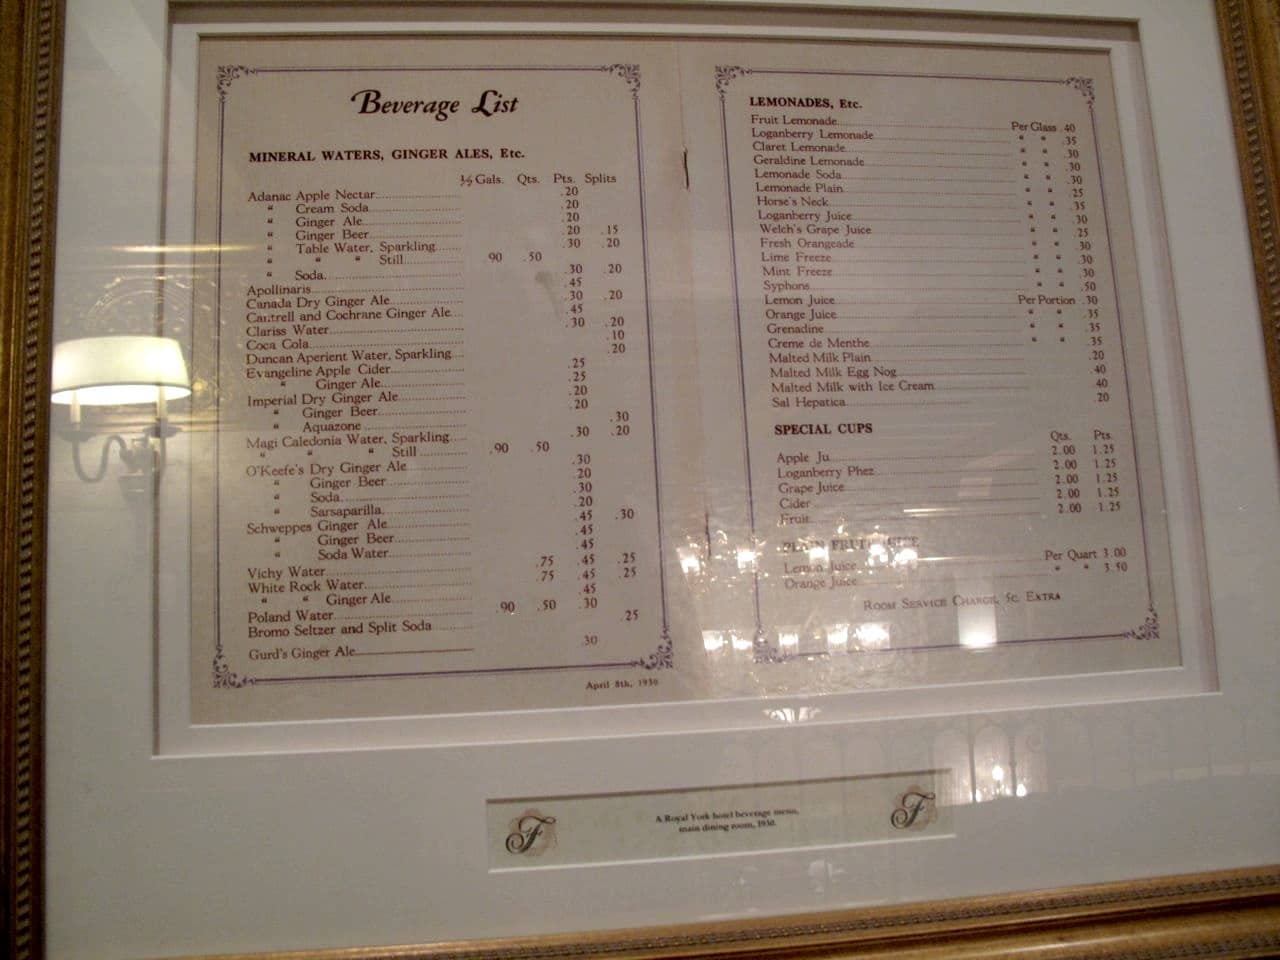 Beverage List
MINERAL WATERS, GINGER ALES, Etc.
½ Gals. Qts. Pts. Splits
Adanac Apple Nectar .20
" Cream Soda .20
" Ginger Ale .20
" Ginger Beer .20 .15
" Table Water, Sparkling .30 .20
" " " Still 90 .50
" Soda .30 .20
Apollinaris .45
Canada Dry Ginger Ale .30 .20
Cantrell and Cochrane Ginger Ale .45
Clariss Water .30 .20
Coca Cola .10
Duncan Aperient Water, Sparkling .20
Evangeline Apple Cider .25
" Ginger Ale .25
Imperial Dry Ginger Ale .20
" Ginger Beer .20
" Aquazone .30
Magi Caledonia Water, Sparkling .30 .20
" " " Still .90 .50
O'Keefe's Dry Ginger Ale .30
" Ginger Beer .20
" Soda .30
" Sarsaparilla .20
Schweppes Ginger Ale .45 .30
" Ginger Beer .45
" Soda Water .45
Vichy Water .75 .45 .25
White Rock Water .75 .45 .25
" " Ginger Ale .45
Poland Water .90 .50 .30
Bromo Seltzer and Split Soda .25
Gurd's Ginger Ale .30
April 8th, 1930
LEMONADES, Etc.
Fruit Lemonade Per Glass .40
Loganberry Lemonade " " .35
Claret Lemonade " " .30
Geraldine Lemonade " " .30
Lemonade Soda " " .30
Lemonade Plain " " .25
Horse's Neck " " .35
Loganberry Juice " " .30
Welch's Grape Juice " " .25
Fresh Orangeade " " .30
Lime Freeze " " .30
Mint Freeze " " .30
Syphons " " .50
Lemon Juice Per Portion .30
Orange Juice " " .35
Grenadine " " .35
Creme de Menthe " " .35
Malted Milk Plain .20
Malted Milk Egg Nog 40
Malted Milk with Ice Cream 40
Sal Hepatica .20
SPECIAL CUPS
Qts. Pts.
Apple Ju 2.00 1.25
Loganberry Phez 2.00 1.25
Grape Juice 2.00 1.25
Cider 2.00 1.25
Fruit 2.00 1.25
PLAIN FRUIT JUICE
Lemon Juice Per Quart 3.00
Orange Juice " " 3.50
ROOM SERVICE CHARGE, 5c. EXTRA
F
A Royal York hotel beverage menu,
main dining room, 1930.
F